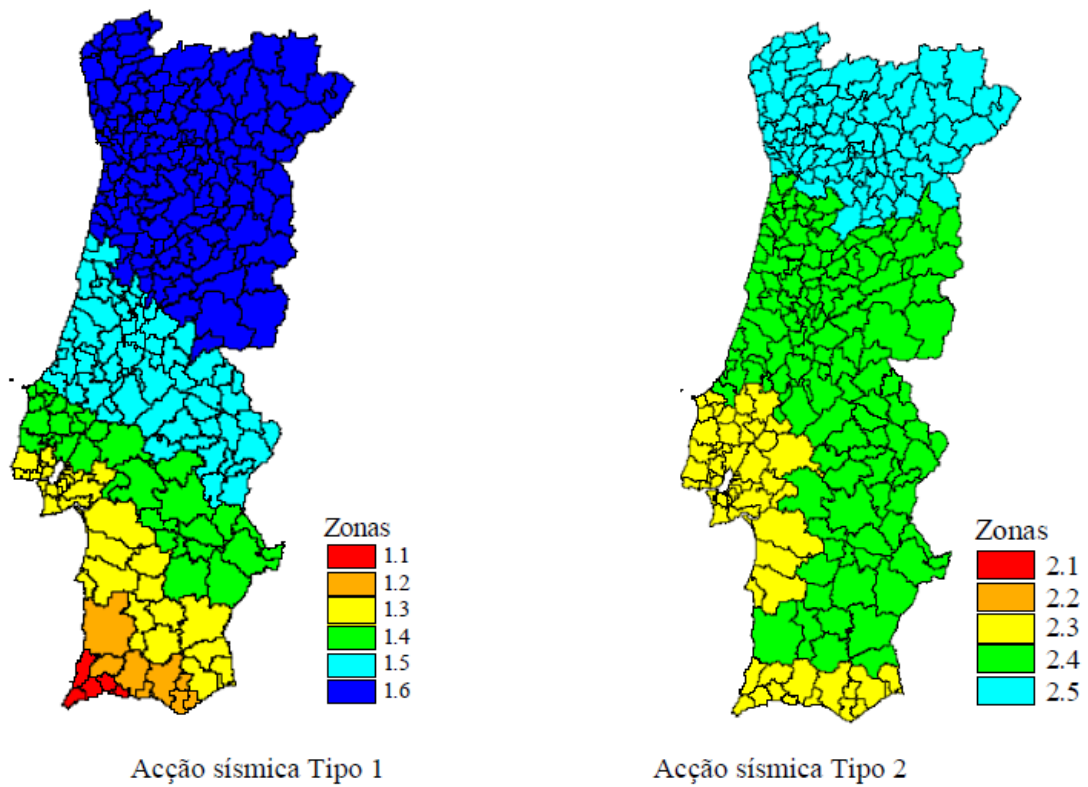 Zonas
1.1
1.2
1.3
1.4
1.5
1.6
Acção sísmica Tipo 1
Zonas
2.1
2.2
2.3
2.4
2.5
Acção sísmica Tipo 2